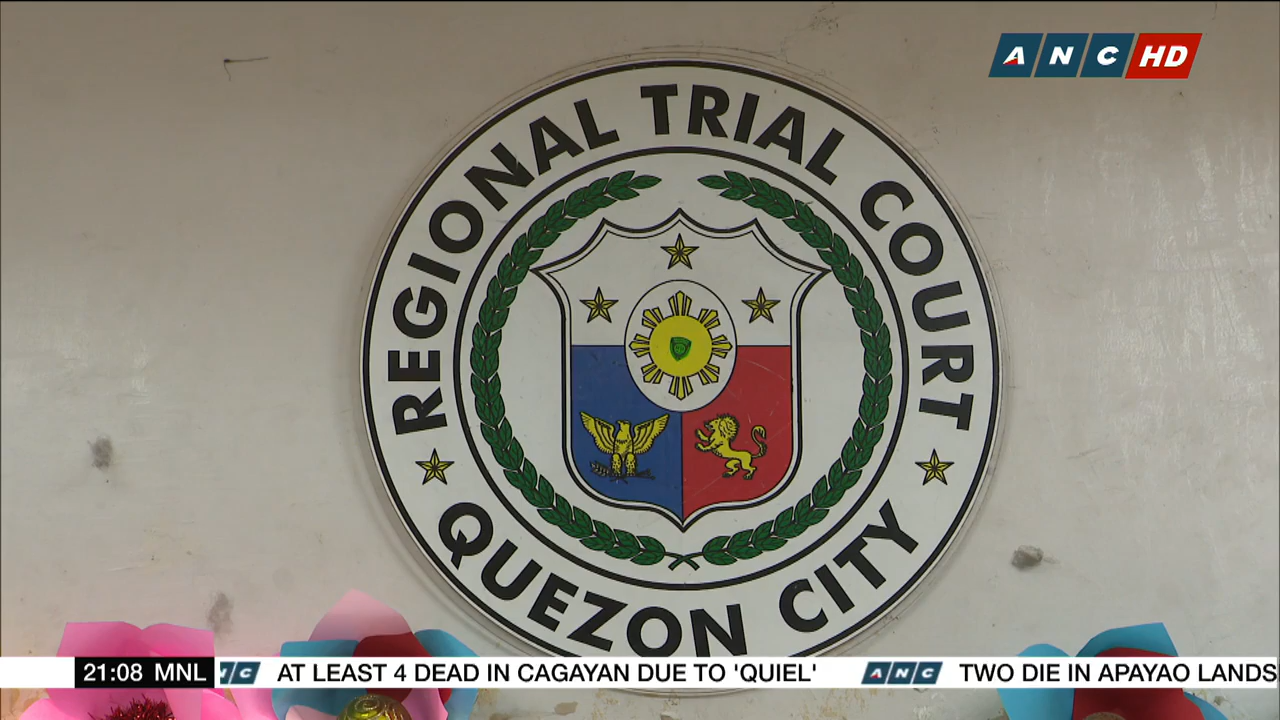 ANC HD
REGIONAL TRIAL COURT
QUEZON CITY
21:08 MNL
NC AT LEAST 4 DEAD IN CAGAYAN DUE TO 'QUIEL' ANC TWO DIE IN APAYAO LANDS